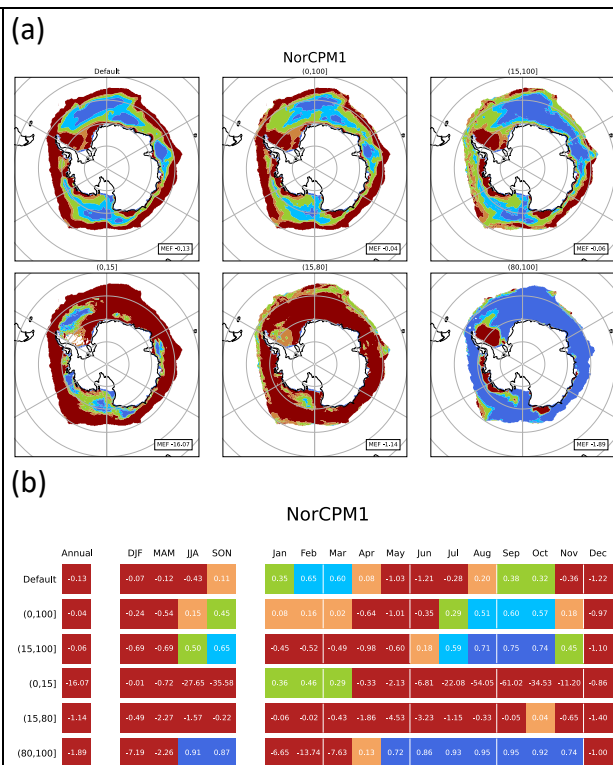 (a)
NorCPM1
Default (0,100] (15,100]
MEF -0.13 MEF -0.04 MEF -0.06
(0,15] (15,80] (80,100]
MEF -16.07 MEF -1.14 MEF -1.89
(b)
NorCPM1
Annual DJF MAM JJA SON Jan Feb Mar Apr May Jun Jul Aug Sep Oct Nov Dec
Default -0.13 -0.07 -0.12 -0.43 0.11 0.35 0.65 0.60 0.08 -1.03 -1.21 -0.28 0.20 0.38 0.32 -0.36 -1.22
(0,100] -0.04 -0.24 -0.54 0.15 0.45 0.08 0.16 0.02 -0.64 -1.01 -0.35 0.29 0.51 0.60 0.57 0.18 -0.97
(15,100] -0.06 -0.69 -0.69 0.50 0.65 -0.45 -0.52 -0.49 -0.98 -0.60 0.18 0.59 0.71 0.75 0.74 0.45 -1.10
(0,15] -16.07 -0.01 -0.72 -27.65 -35.58 0.36 0.46 0.29 -0.33 -2.13 -6.81 -22.08 -54.05 -61.02 -34.53 -11.20 -0.86
(15,80] -1.14 -0.49 -2.27 -1.57 -0.22 -0.06 -0.02 -0.43 -1.86 -4.53 -3.23 -1.15 -0.33 -0.05 0.04 -0.65 -1.40
(80,100] -1.89 -7.19 -2.26 0.91 0.87 -6.65 -13.74 -7.63 0.13 0.72 0.86 0.93 0.95 0.95 0.92 0.74 -1.00